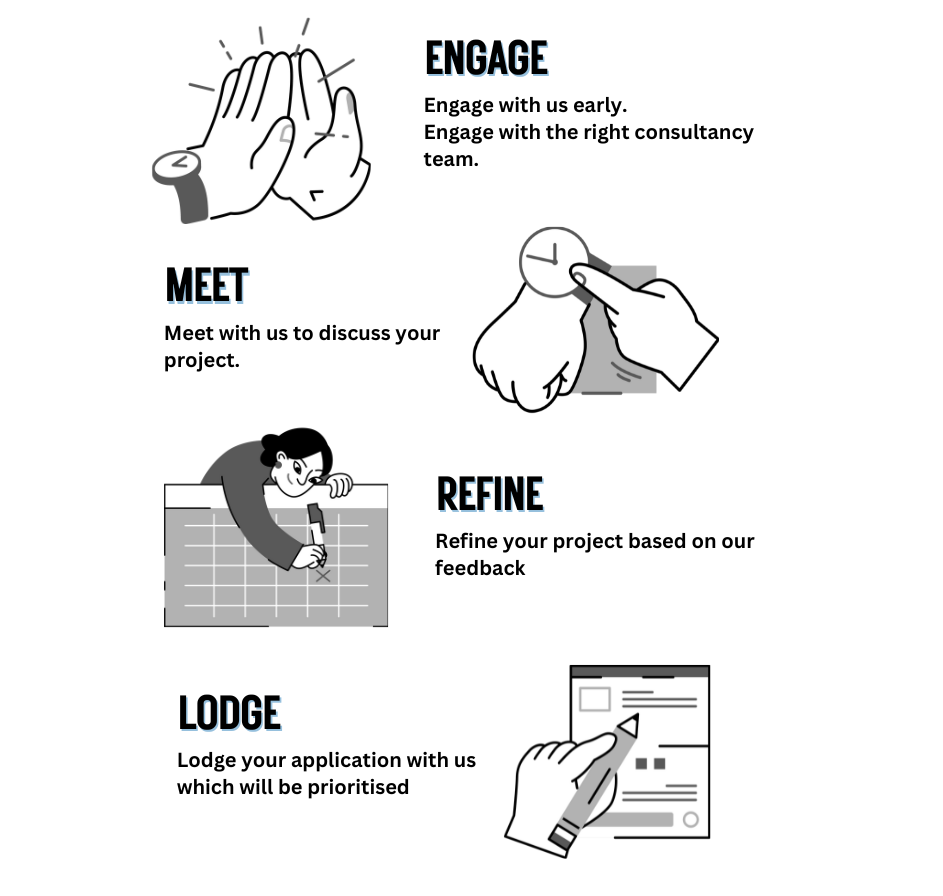 ENGAGE
Engage with us early.
Engage with the right consultancy
team.
MEET
Meet with us to discuss your
project.
REFINE
Refine your project based on our
feedback
LODGE
Lodge your application with us
which will be prioritised